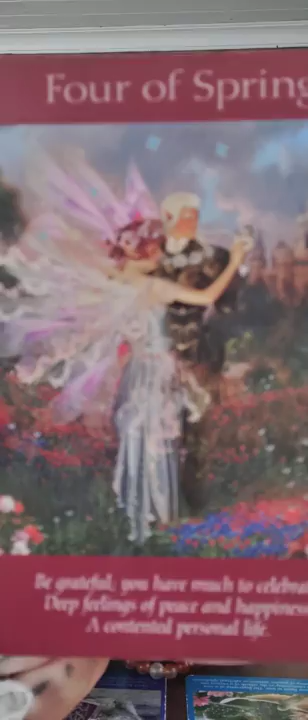 Four of Spring
Be grateful, you have much to celebra
Deep feelings of peace and happiness
A contented personal life.